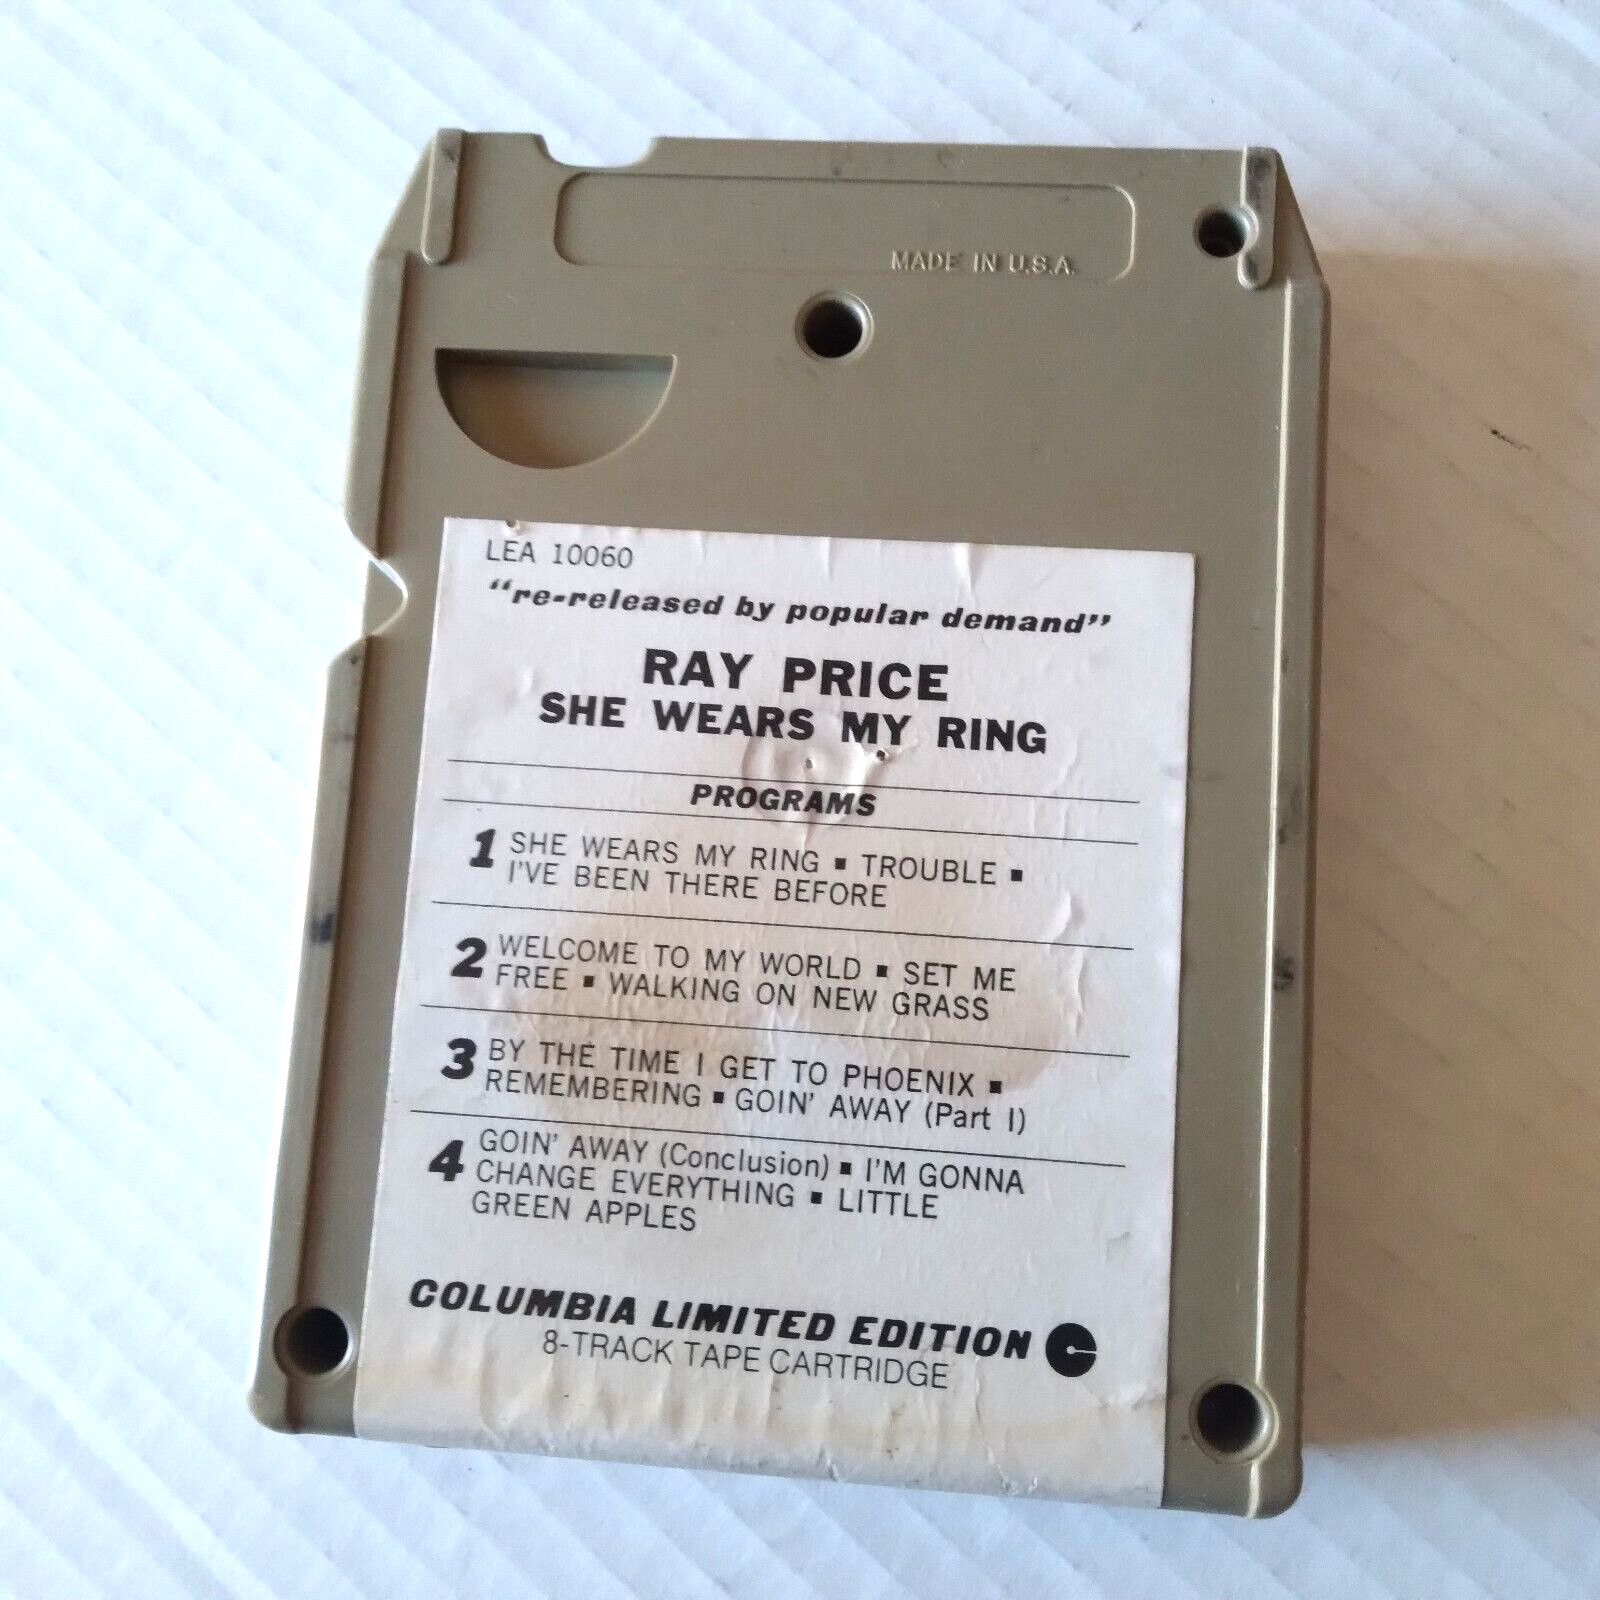 MADE IN U.S.A.
LEA 10060
"re-released by popular demand"
RAY PRICE
SHE WEARS MY RING
PROGRAMS
1 SHE WEARS MY RING ■ TROUBLE ■
I'VE BEEN THERE BEFORE
2 WELCOME TO MY WORLD ■ SET ME
FREE ■ WALKING ON NEW GRASS
3 BY THE TIME I GET TO PHOENIX ■
REMEMBERING ■ GOIN' AWAY (Part I)
4 GOIN' AWAY (Conclusion) ■ I'M GONNA
CHANGE EVERYTHING ■ LITTLE
GREEN APPLES
COLUMBIA LIMITED EDITION
8-TRACK TAPE CARTRIDGE